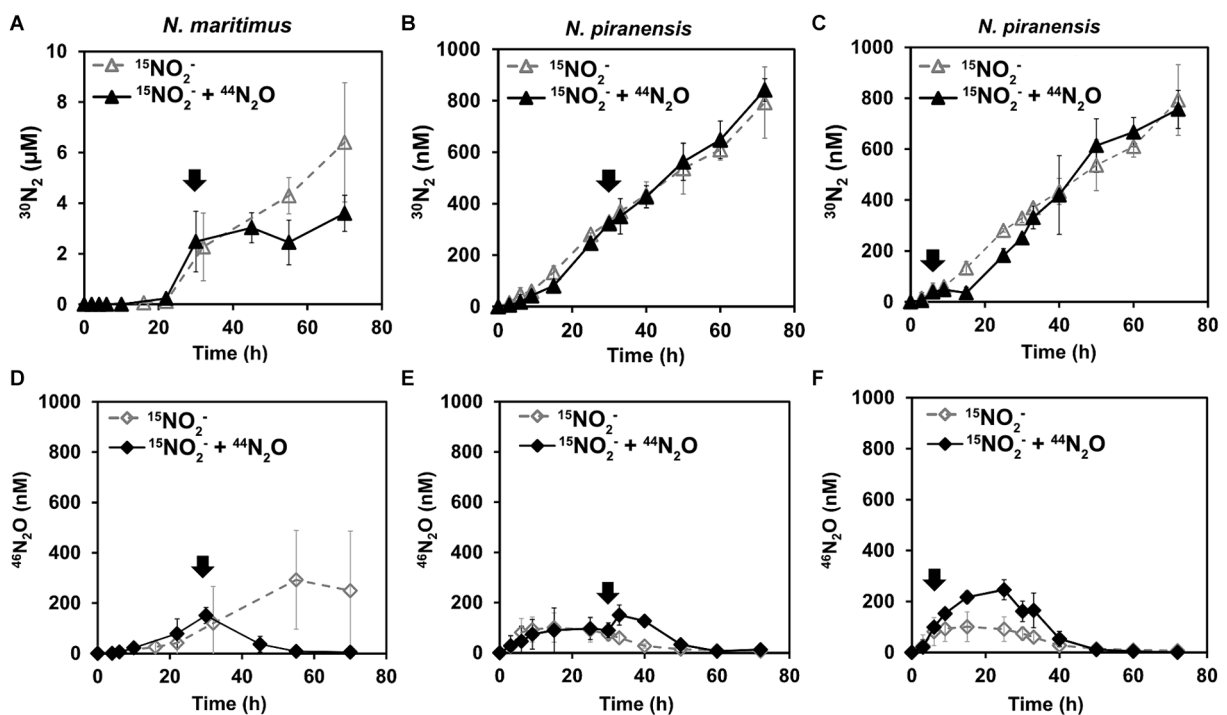 A
N. maritimus
10
8
6
4
2
0
³⁰N₂ (µM)
¹⁵NO₂⁻
¹⁵NO₂⁻ + ⁴⁴N₂O
0 20 40 60 80
Time (h)
B
N. piranensis
1000
800
600
400
200
0
³⁰N₂ (nM)
¹⁵NO₂⁻
¹⁵NO₂⁻ + ⁴⁴N₂O
0 20 40 60 80
Time (h)
C
N. piranensis
1000
800
600
400
200
0
³⁰N₂ (nM)
¹⁵NO₂⁻
¹⁵NO₂⁻ + ⁴⁴N₂O
0 20 40 60 80
Time (h)
D
1000
800
600
400
200
0
⁴⁶N₂O (nM)
¹⁵NO₂⁻
¹⁵NO₂⁻ + ⁴⁴N₂O
0 20 40 60 80
Time (h)
E
1000
800
600
400
200
0
⁴⁶N₂O (nM)
¹⁵NO₂⁻
¹⁵NO₂⁻ + ⁴⁴N₂O
0 20 40 60 80
Time (h)
F
1000
800
600
400
200
0
⁴⁶N₂O (nM)
¹⁵NO₂⁻
¹⁵NO₂⁻ + ⁴⁴N₂O
0 20 40 60 80
Time (h)